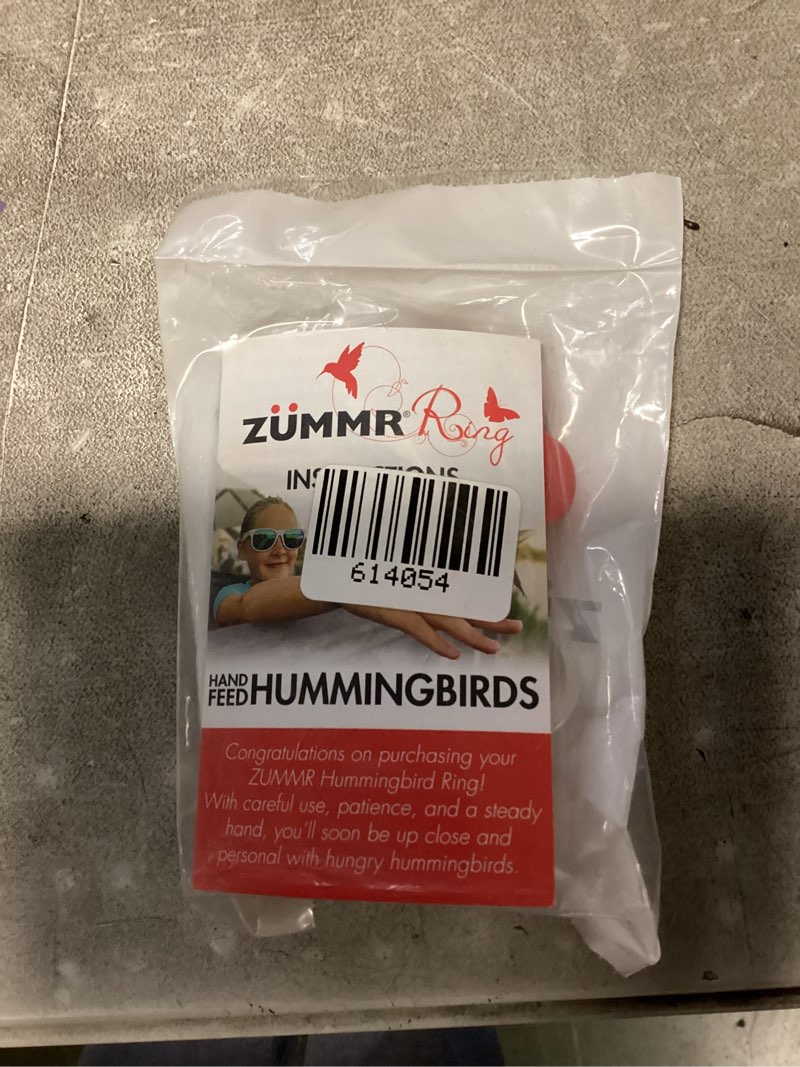 ZÜMMR® Ring
INSTRUCTIONS
614054
HAND FEED HUMMINGBIRDS
Congratulations on purchasing your
ZUMMR Hummingbird Ring!
With careful use, patience, and a steady
hand, you'll soon be up close and
personal with hungry hummingbirds.